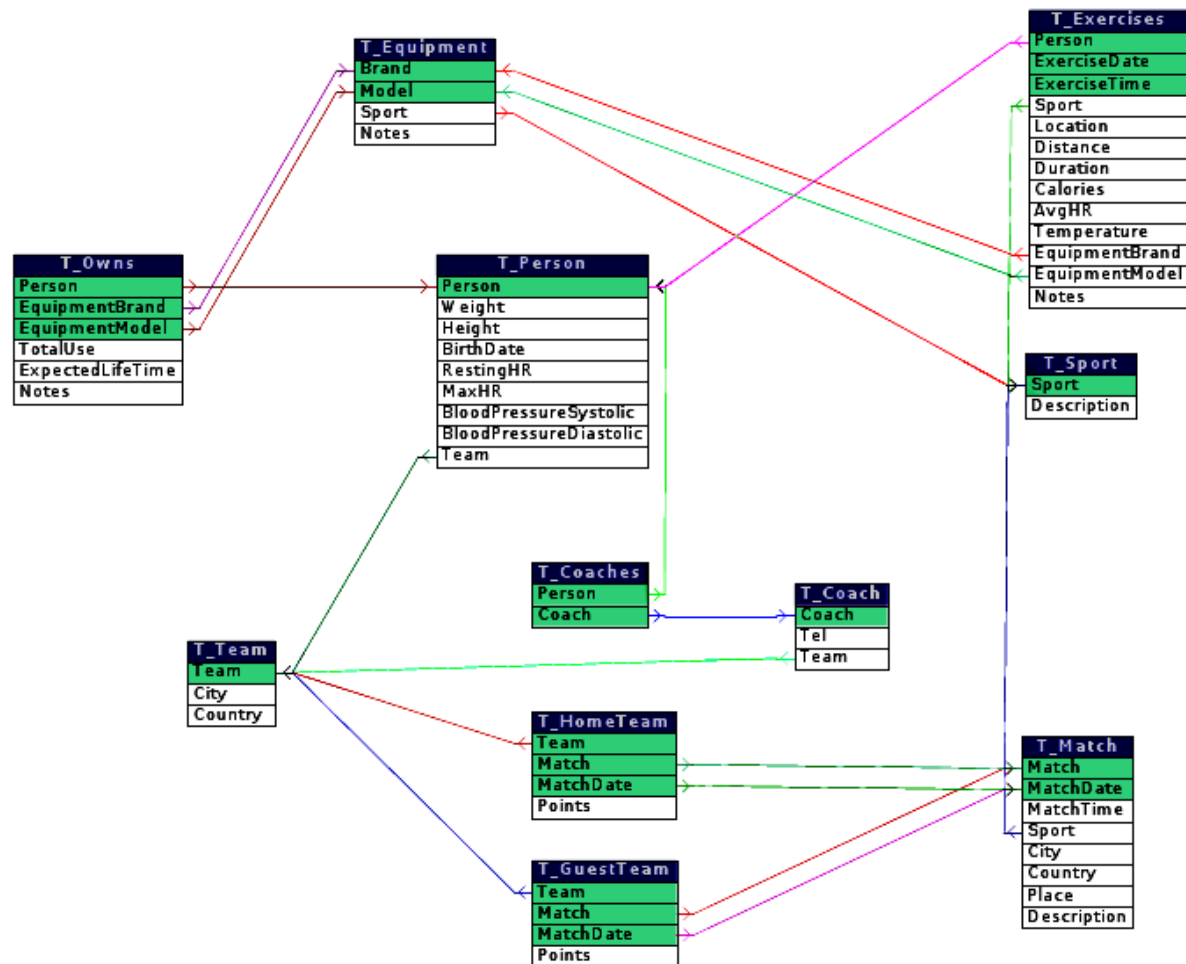 T_Equipment
Brand
Model
Sport
Notes
T_Exercises
Person
ExerciseDate
ExerciseTime
Sport
Location
Distance
Duration
Calories
AvgHR
Temperature
EquipmentBrand
EquipmentModel
Notes
T_Owns
Person
EquipmentBrand
EquipmentModel
TotalUse
ExpectedLifeTime
Notes
T_Person
Person
Weight
Height
BirthDate
RestingHR
MaxHR
BloodPressureSystolic
BloodPressureDiastolic
Team
T_Sport
Sport
Description
T_Coaches
Person
Coach
T_Coach
Coach
Tel
Team
T_Team
Team
City
Country
T_HomeTeam
Team
Match
MatchDate
Points
T_Match
Match
MatchDate
MatchTime
Sport
City
Country
Place
Description
T_GuestTeam
Team
Match
MatchDate
Points